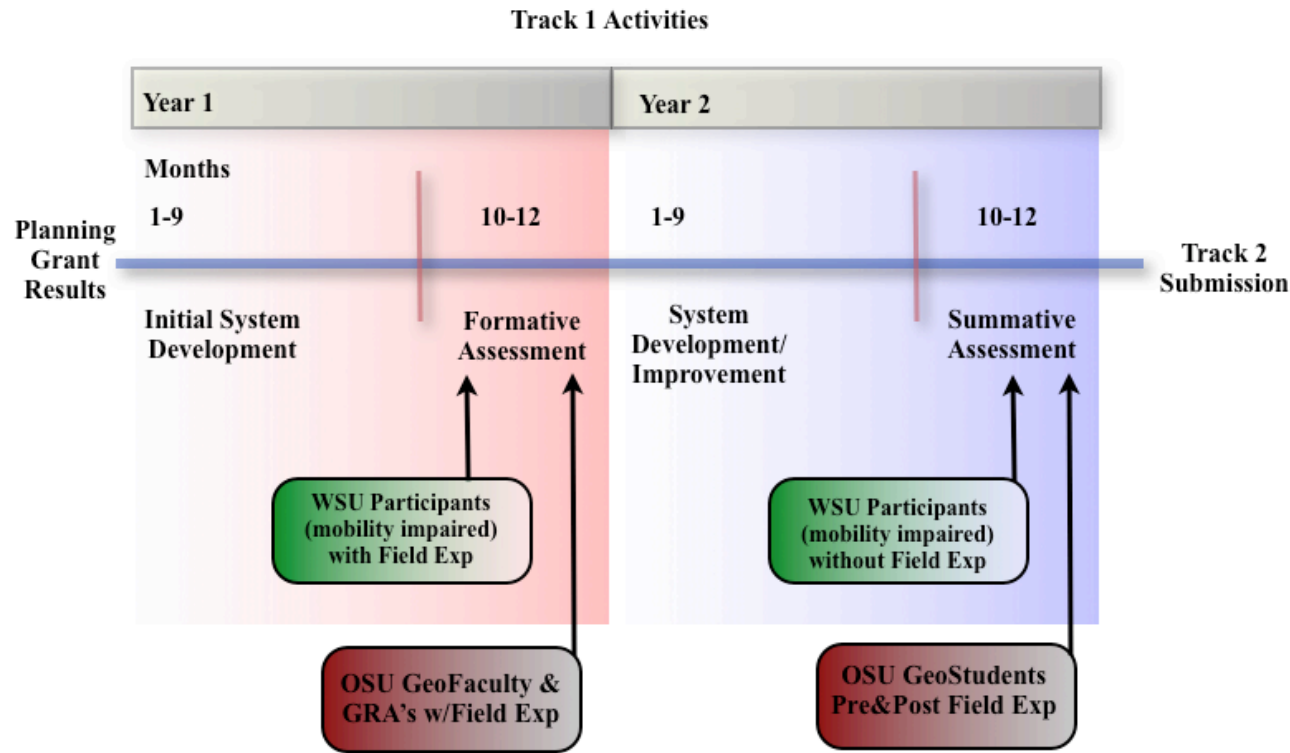 Track 1 Activities
Year 1
Year 2
Months
1-9
10-12
1-9
10-12
Planning
Grant
Results
Track 2
Submission
Initial System
Development
Formative
Assessment
System
Development/
Improvement
Summative
Assessment
WSU Participants
(mobility impaired)
with Field Exp
WSU Participants
(mobility impaired)
without Field Exp
OSU GeoFaculty &
GRA's w/Field Exp
OSU GeoStudents
Pre&Post Field Exp